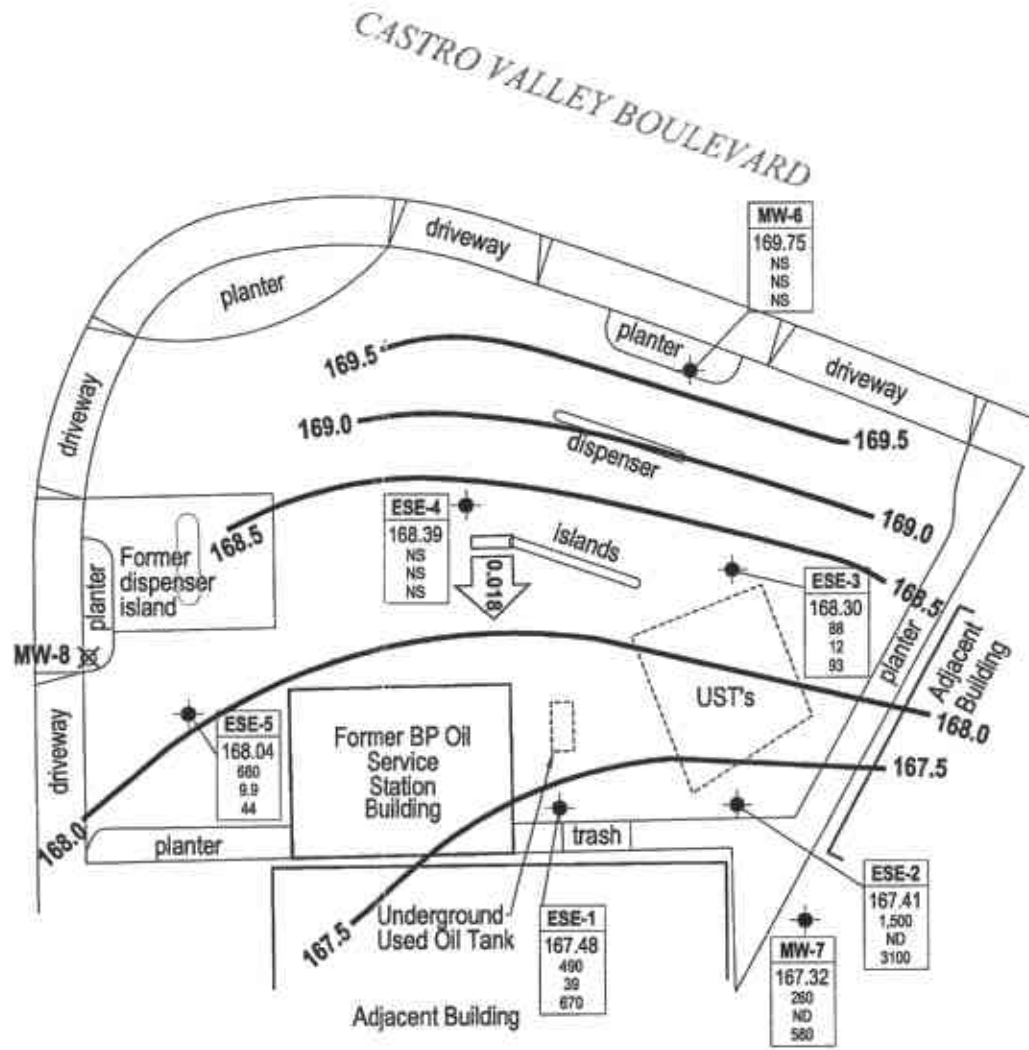 CASTRO VALLEY BOULEVARD
MW-6
169.75
NS
NS
NS
driveway
planter
planter
driveway
driveway
169.5
169.5
169.0
169.0
dispenser
islands
168.5
168.5
ESE-4
168.39
NS
NS
NS
0.018
Former
dispenser
island
planter
MW-8
ESE-3
168.30
88
12
93
planter
Adjacent
Building
UST's
168.0
168.0
167.5
167.5
driveway
ESE-5
168.04
660
9.9
44
Former BP Oil
Service
Station
Building
planter
trash
Underground
Used Oil Tank
ESE-1
167.48
490
39
670
ESE-2
167.41
1,500
ND
3100
MW-7
167.32
260
ND
580
Adjacent Building